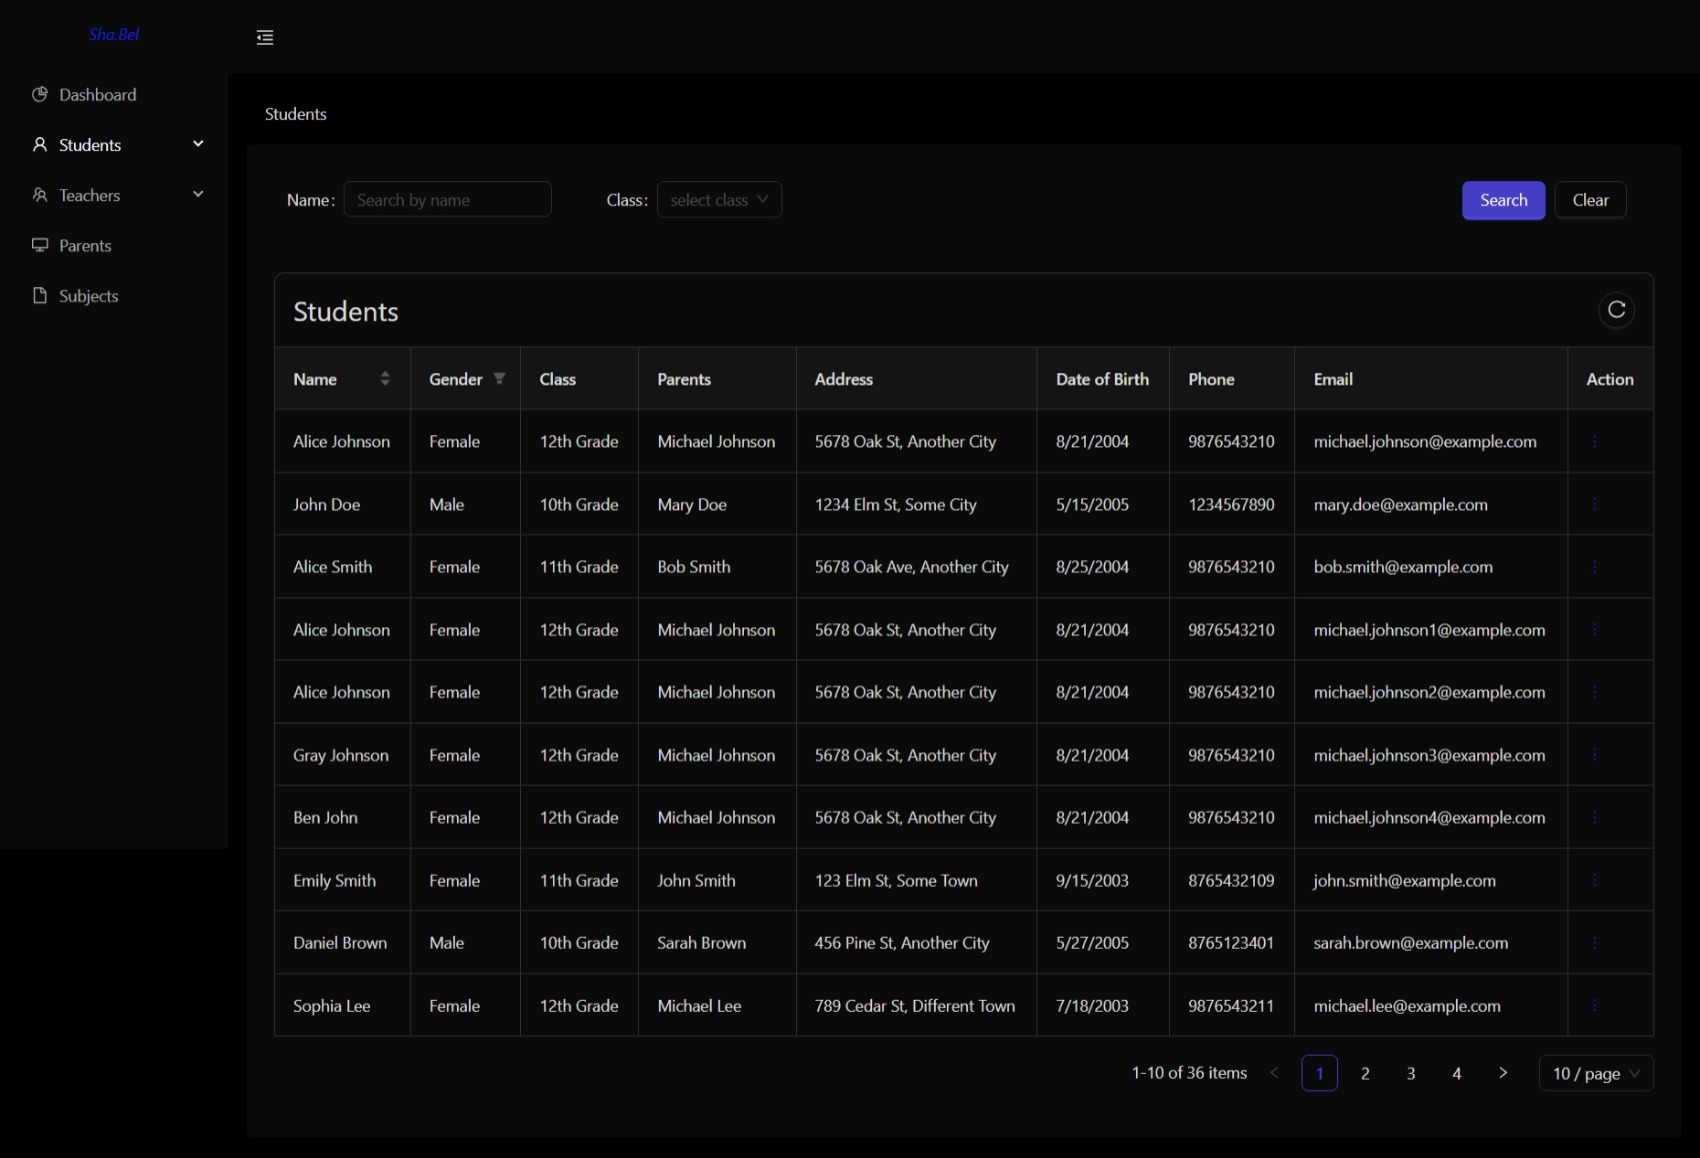 Sha.Bel
Dashboard
Students
Teachers
Parents
Subjects
Students
Name: Search by name Class: select class Search Clear
Students
Name Gender Class Parents Address Date of Birth Phone Email Action
Alice Johnson Female 12th Grade Michael Johnson 5678 Oak St, Another City 8/21/2004 9876543210 michael.johnson@example.com
John Doe Male 10th Grade Mary Doe 1234 Elm St, Some City 5/15/2005 1234567890 mary.doe@example.com
Alice Smith Female 11th Grade Bob Smith 5678 Oak Ave, Another City 8/25/2004 9876543210 bob.smith@example.com
Alice Johnson Female 12th Grade Michael Johnson 5678 Oak St, Another City 8/21/2004 9876543210 michael.johnson1@example.com
Alice Johnson Female 12th Grade Michael Johnson 5678 Oak St, Another City 8/21/2004 9876543210 michael.johnson2@example.com
Gray Johnson Female 12th Grade Michael Johnson 5678 Oak St, Another City 8/21/2004 9876543210 michael.johnson3@example.com
Ben John Female 12th Grade Michael Johnson 5678 Oak St, Another City 8/21/2004 9876543210 michael.johnson4@example.com
Emily Smith Female 11th Grade John Smith 123 Elm St, Some Town 9/15/2003 8765432109 john.smith@example.com
Daniel Brown Male 10th Grade Sarah Brown 456 Pine St, Another City 5/27/2005 8765123401 sarah.brown@example.com
Sophia Lee Female 12th Grade Michael Lee 789 Cedar St, Different Town 7/18/2003 9876543211 michael.lee@example.com
1-10 of 36 items < 1 2 3 4 > 10 / page